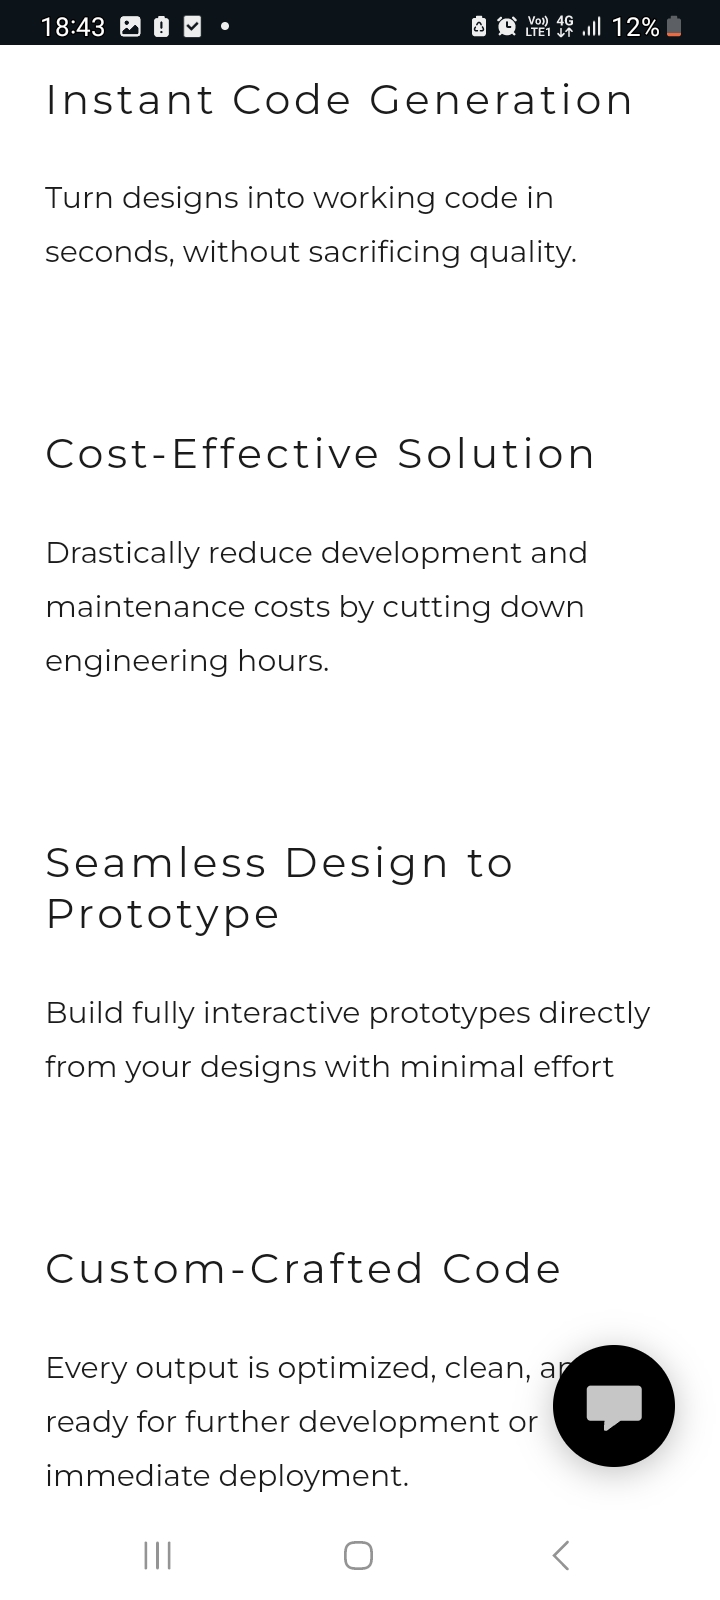 18:43 Vo)) LTE1 4G 12%
Instant Code Generation
Turn designs into working code in
seconds, without sacrificing quality.
Cost-Effective Solution
Drastically reduce development and
maintenance costs by cutting down
engineering hours.
Seamless Design to
Prototype
Build fully interactive prototypes directly
from your designs with minimal effort
Custom-Crafted Code
Every output is optimized, clean,
ready for further development or
immediate deployment.